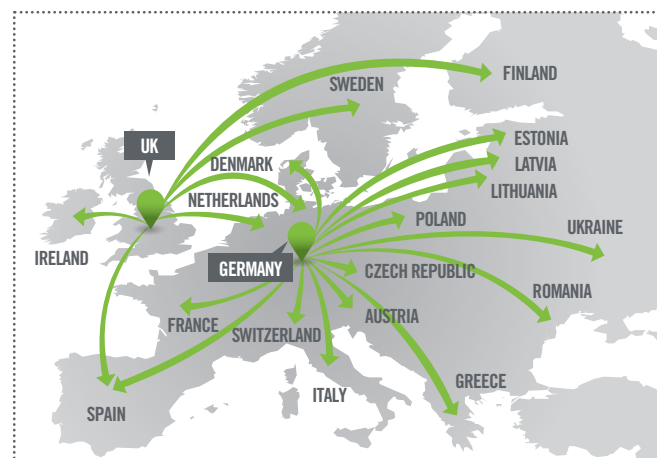 FINLAND
SWEDEN
UK
ESTONIA
DENMARK
LATVIA
LITHUANIA
NETHERLANDS
POLAND
UKRAINE
IRELAND
GERMANY
CZECH REPUBLIC
ROMANIA
AUSTRIA
FRANCE
SWITZERLAND
GREECE
ITALY
SPAIN